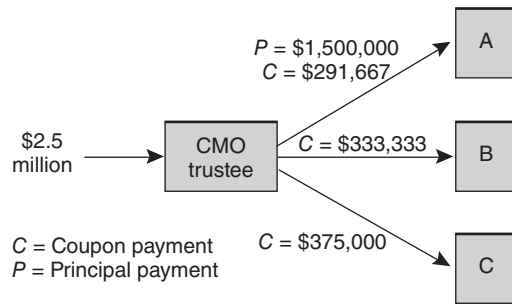 A
P = $1,500,000
C = $291,667
$2.5
million
CMO
trustee
C = $333,333
B
C = $375,000
C
C = Coupon payment
P = Principal payment